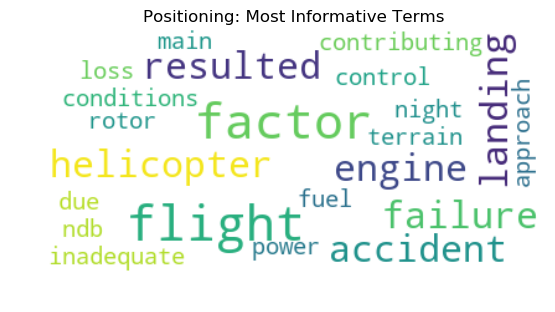 Positioning: Most Informative Terms
main
contributing
loss
resulted
control
landing
conditions
approach
rotor
factor
night
terrain
helicopter
engine
due
fuel
ndb
flight
failure
inadequate
power
accident